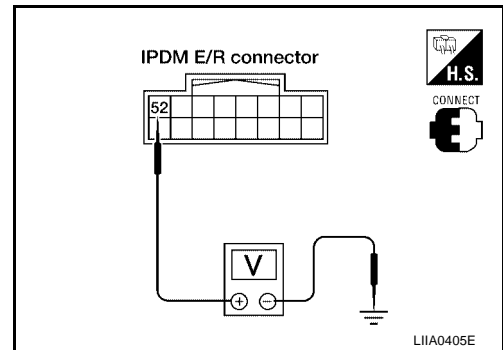 IPDM E/R connector
H.S.
CONNECT
52
V
+ −
LIIA0405E